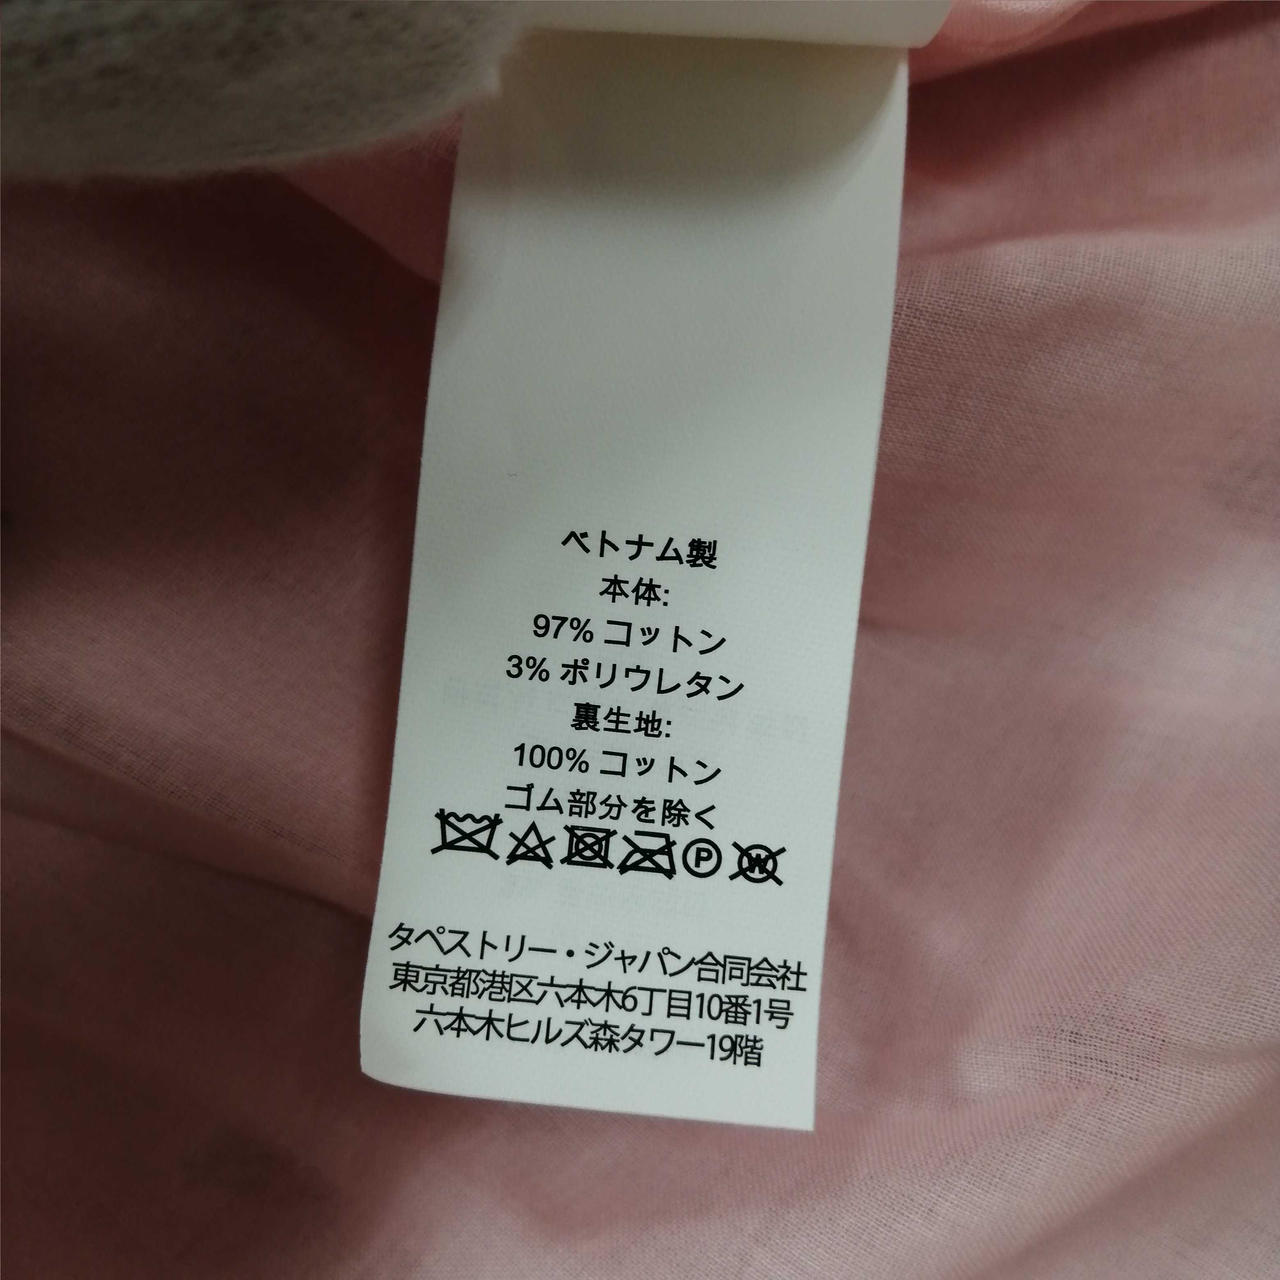 ベトナム製
本体:
97% コットン
3% ポリウレタン
裏生地:
100% コットン
ゴム部分を除く
P W
タペストリー・ジャパン合同会社
東京都港区六本木6丁目10番1号
六本木ヒルズ森タワー19階